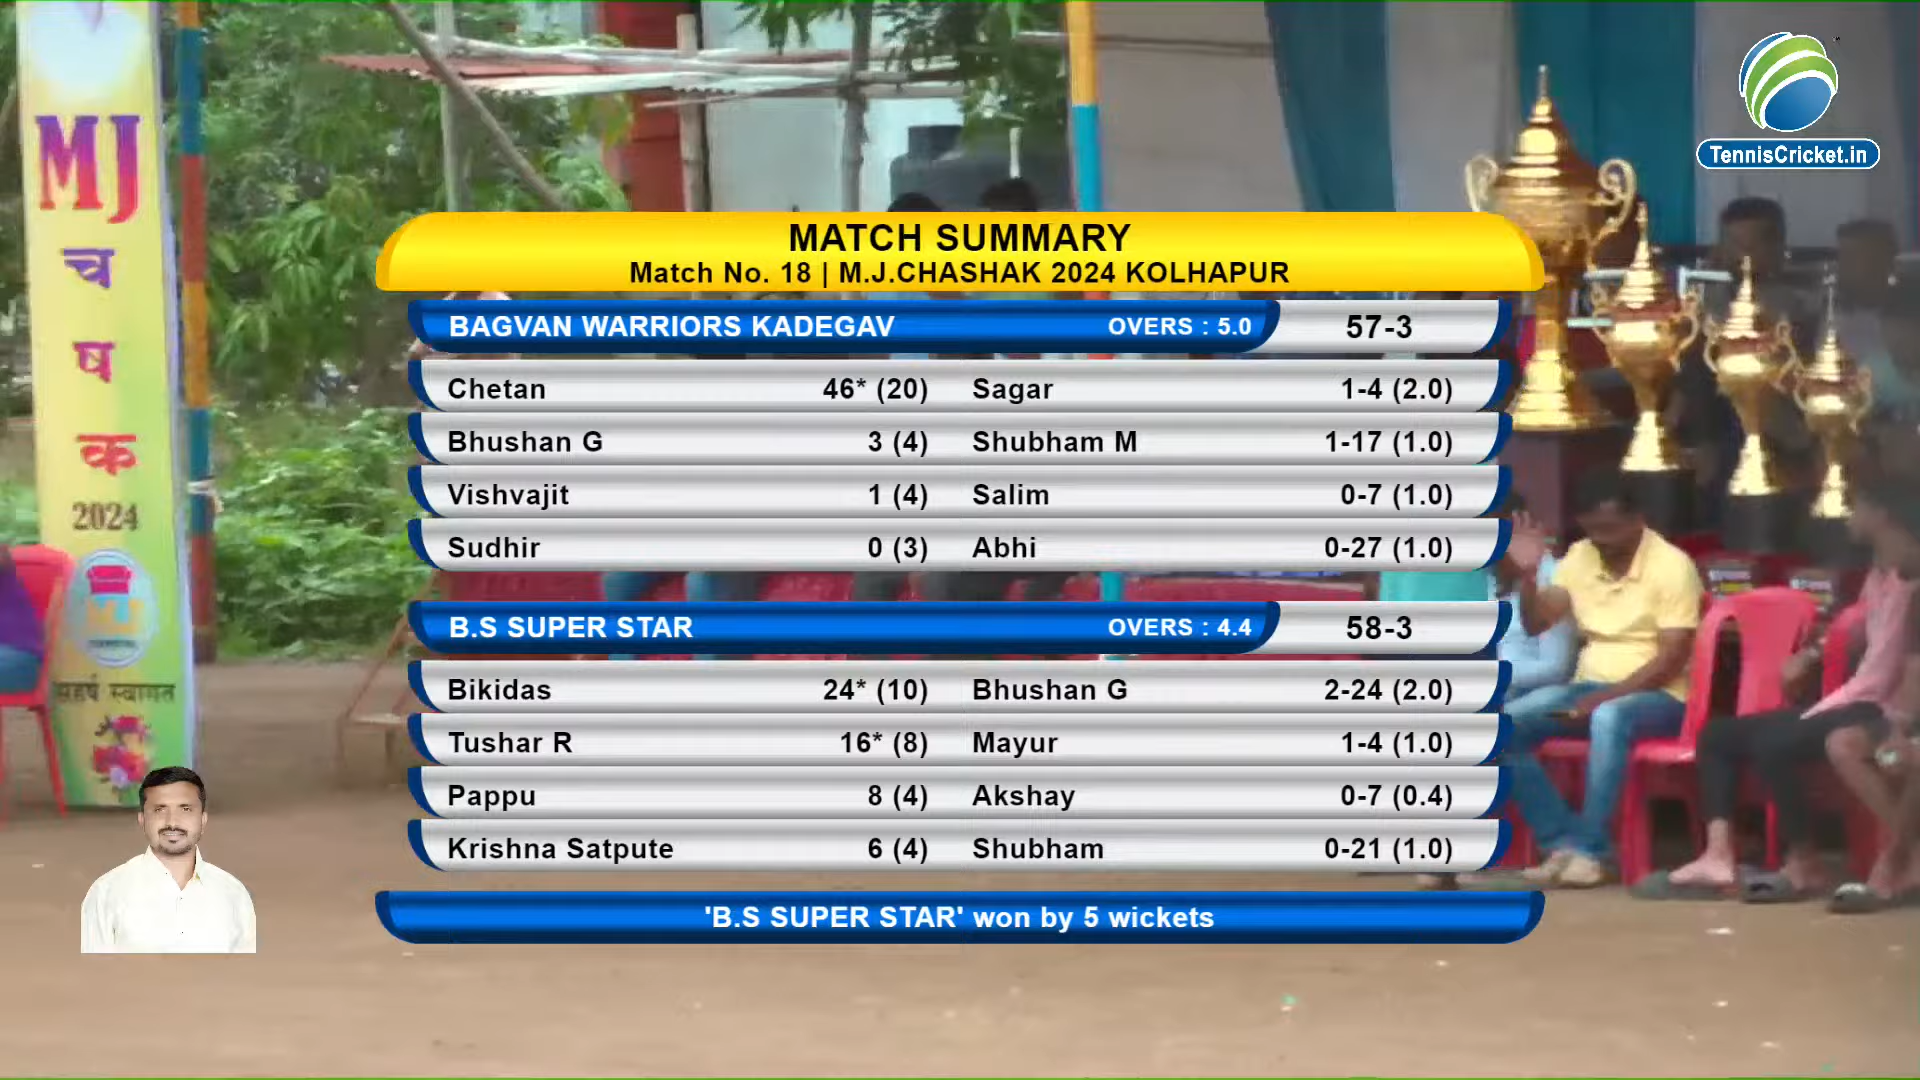 MJ
च
ष
क
2024
MJ
सहर्ष स्वागत
TennisCricket.in
MATCH SUMMARY
Match No. 18 | M.J.CHASHAK 2024 KOLHAPUR
BAGVAN WARRIORS KADEGAV OVERS : 5.0 57-3
Chetan 46* (20) Sagar 1-4 (2.0)
Bhushan G 3 (4) Shubham M 1-17 (1.0)
Vishvajit 1 (4) Salim 0-7 (1.0)
Sudhir 0 (3) Abhi 0-27 (1.0)
B.S SUPER STAR OVERS : 4.4 58-3
Bikidas 24* (10) Bhushan G 2-24 (2.0)
Tushar R 16* (8) Mayur 1-4 (1.0)
Pappu 8 (4) Akshay 0-7 (0.4)
Krishna Satpute 6 (4) Shubham 0-21 (1.0)
'B.S SUPER STAR' won by 5 wickets